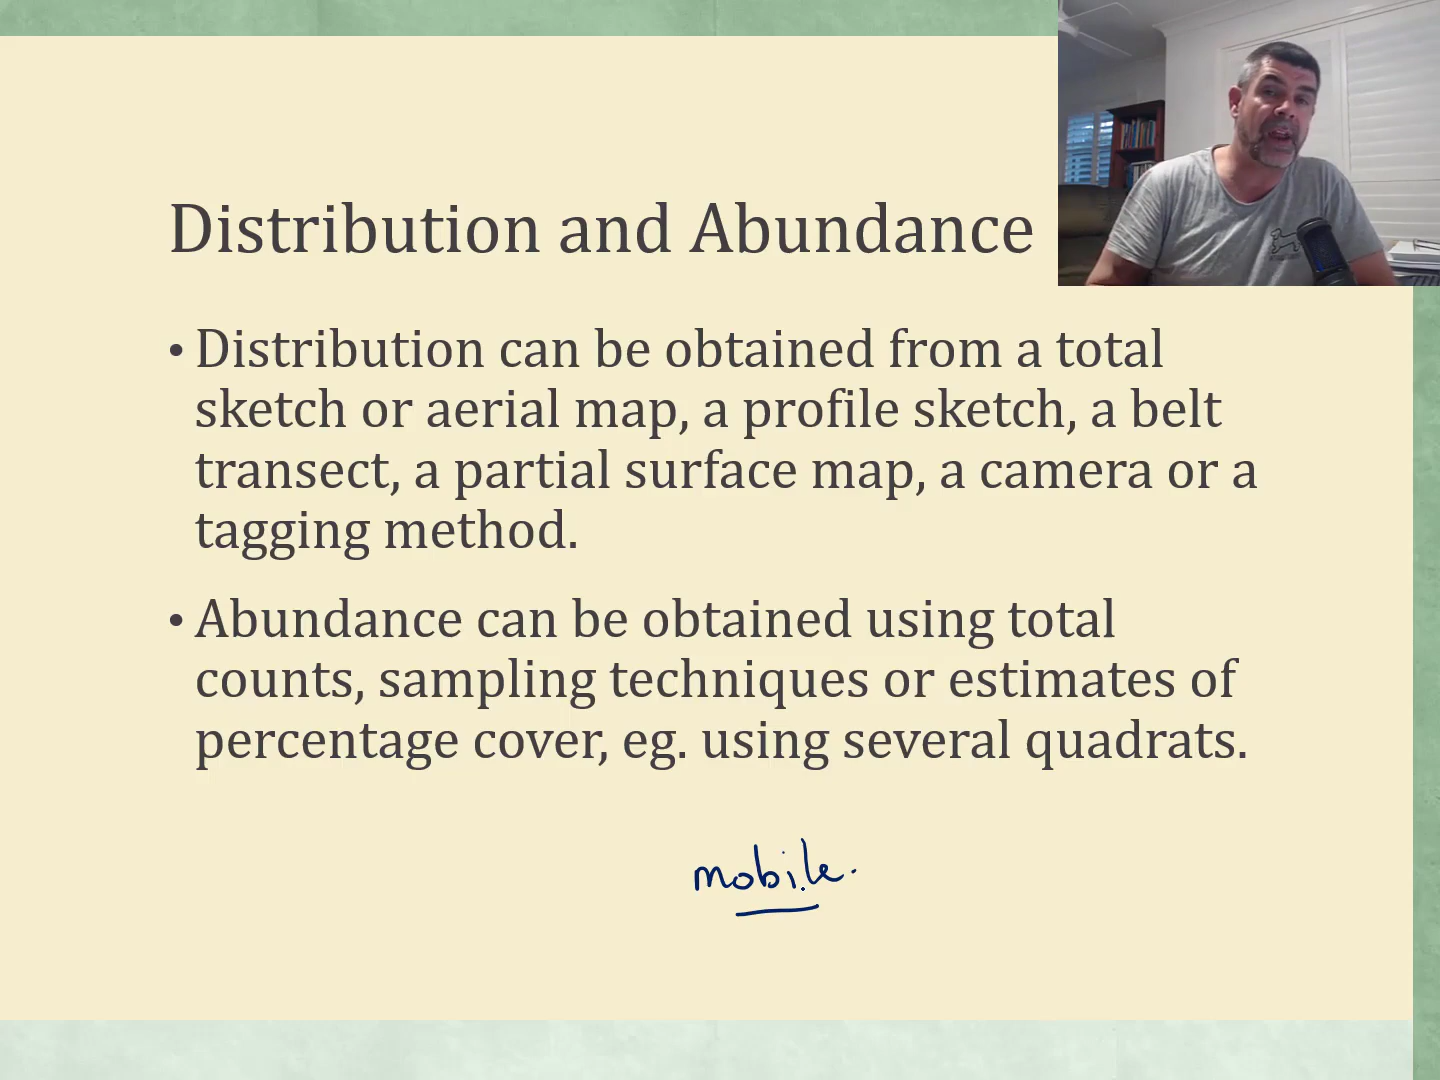 Distribution and Abundance
• Distribution can be obtained from a total
sketch or aerial map, a profile sketch, a belt
transect, a partial surface map, a camera or a
tagging method.
• Abundance can be obtained using total
counts, sampling techniques or estimates of
percentage cover, eg. using several quadrats.
mobile.